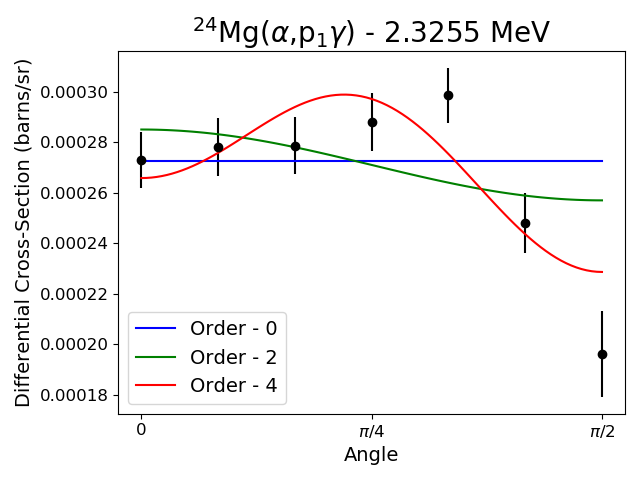 ²⁴Mg(α,p₁γ) - 2.3255 MeV
Differential Cross-Section (barns/sr)
0.00030
0.00028
0.00026
0.00024
0.00022
0.00020
0.00018
Order - 0
Order - 2
Order - 4
0 π/4 π/2
Angle